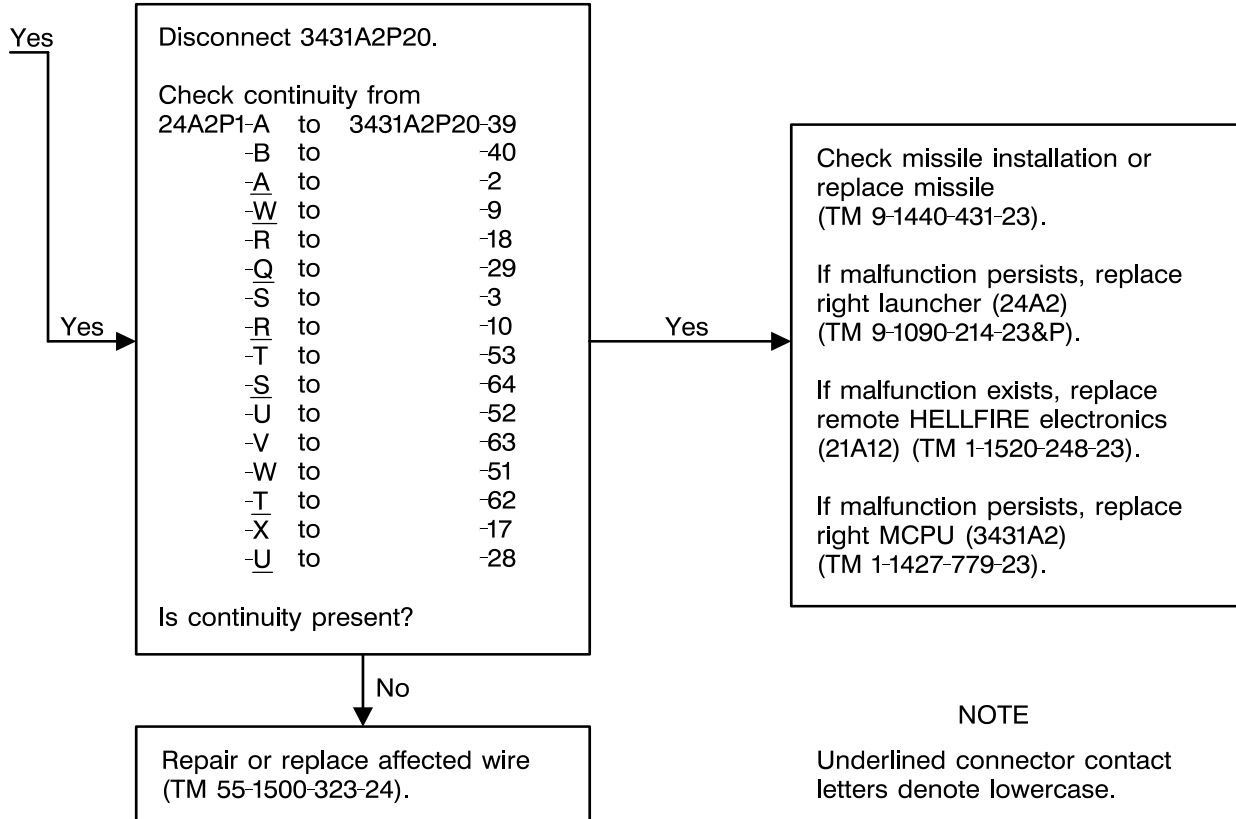 Yes
Disconnect 3431A2P20.
Check continuity from
24A2P1-A to 3431A2P20-39
-B to -40
-A to -2
-W to -9
-R to -18
-Q to -29
-S to -3
-R to -10
-T to -53
-S to -64
-U to -52
-V to -63
-W to -51
-T to -62
-X to -17
-U to -28
Is continuity present?
Yes
Yes
No
Repair or replace affected wire
(TM 55-1500-323-24).
Check missile installation or
replace missile
(TM 9-1440-431-23).
If malfunction persists, replace
right launcher (24A2)
(TM 9-1090-214-23&P).
If malfunction exists, replace
remote HELLFIRE electronics
(21A12) (TM 1-1520-248-23).
If malfunction persists, replace
right MCPU (3431A2)
(TM 1-1427-779-23).
NOTE
Underlined connector contact
letters denote lowercase.